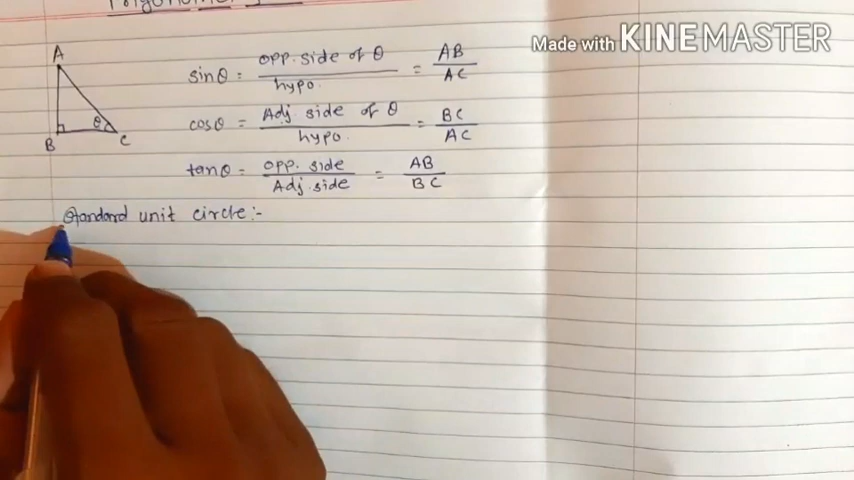 Made with KINEMASTER
A
B
θ
C
sinθ = opp. side of θ / hypo. = AB / AC
cosθ = Adj. side of θ / hypo. = BC / AC
tanθ = opp. side / Adj. side = AB / BC
Standard unit circle:-